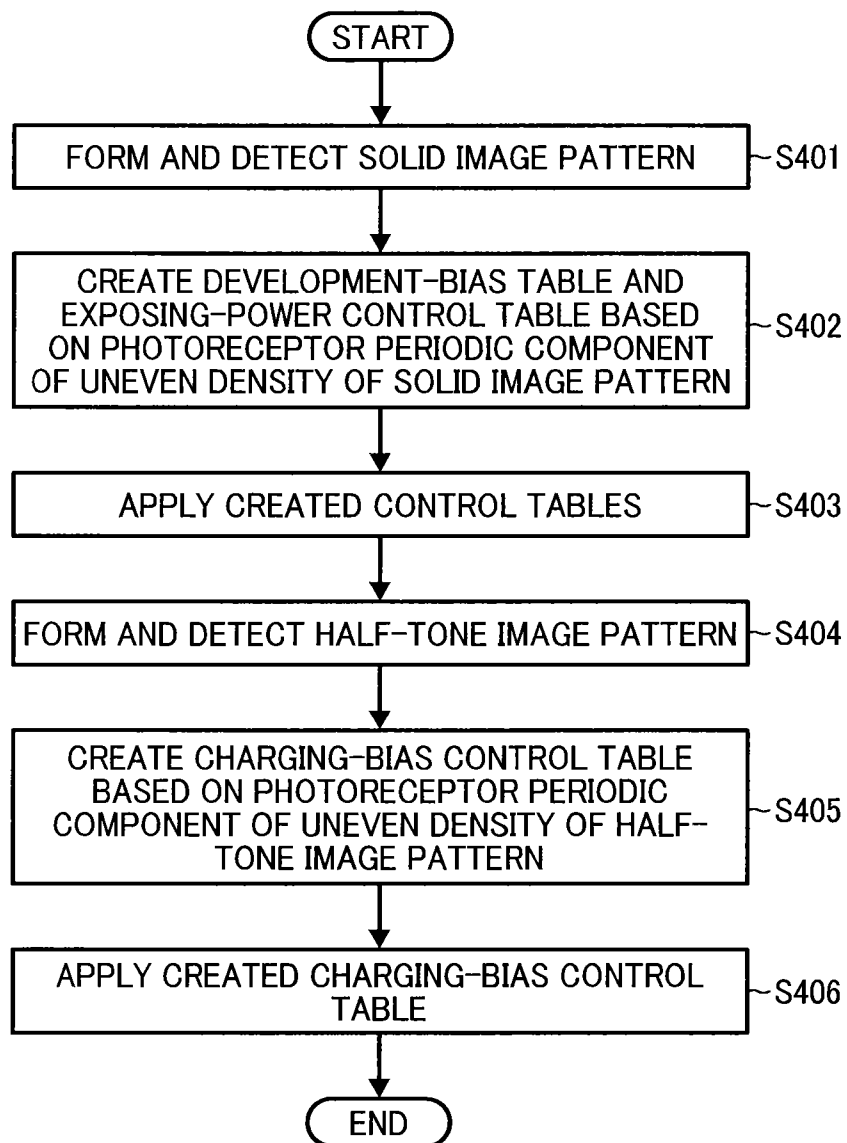 START
FORM AND DETECT SOLID IMAGE PATTERN
S401
CREATE DEVELOPMENT-BIAS TABLE AND
EXPOSING-POWER CONTROL TABLE BASED
ON PHOTORECEPTOR PERIODIC COMPONENT
OF UNEVEN DENSITY OF SOLID IMAGE PATTERN
S402
APPLY CREATED CONTROL TABLES
S403
FORM AND DETECT HALF-TONE IMAGE PATTERN
S404
CREATE CHARGING-BIAS CONTROL TABLE
BASED ON PHOTORECEPTOR PERIODIC
COMPONENT OF UNEVEN DENSITY OF HALF-
TONE IMAGE PATTERN
S405
APPLY CREATED CHARGING-BIAS CONTROL
TABLE
S406
END